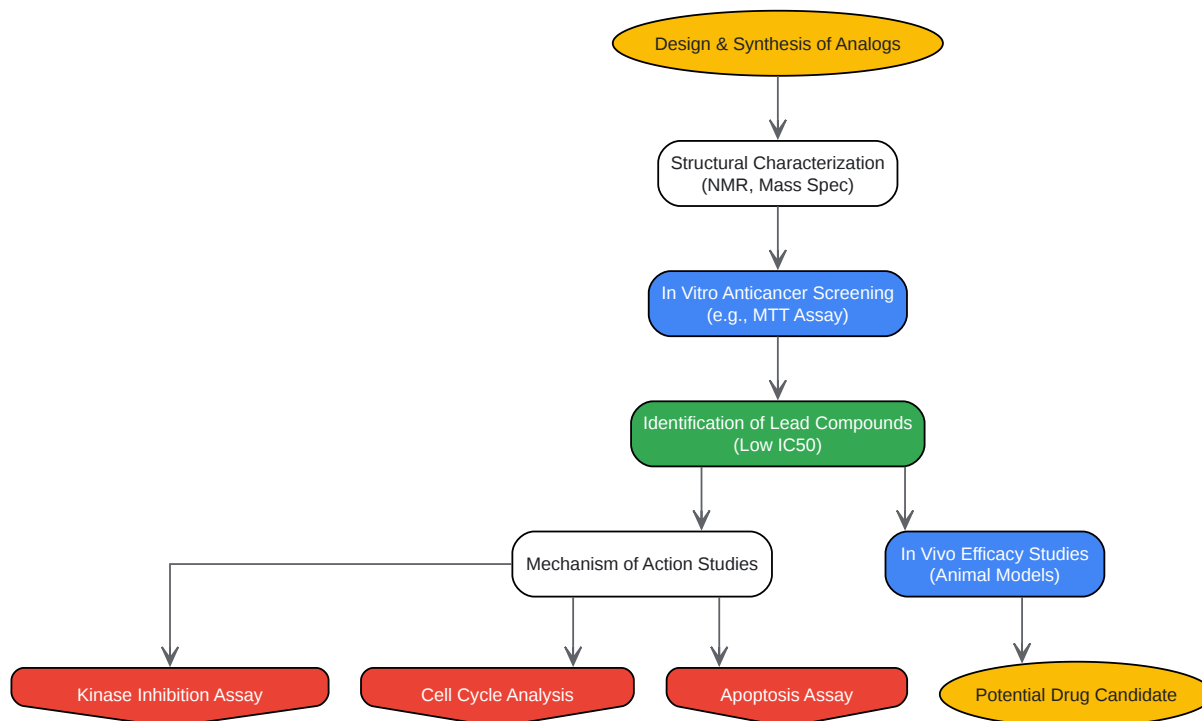 Design & Synthesis of Analogs
Structural Characterization
(NMR, Mass Spec)
In Vitro Anticancer Screening
(e.g., MTT Assay)
Identification of Lead Compounds
(Low IC50)
Mechanism of Action Studies
In Vivo Efficacy Studies
(Animal Models)
Kinase Inhibition Assay
Cell Cycle Analysis
Apoptosis Assay
Potential Drug Candidate